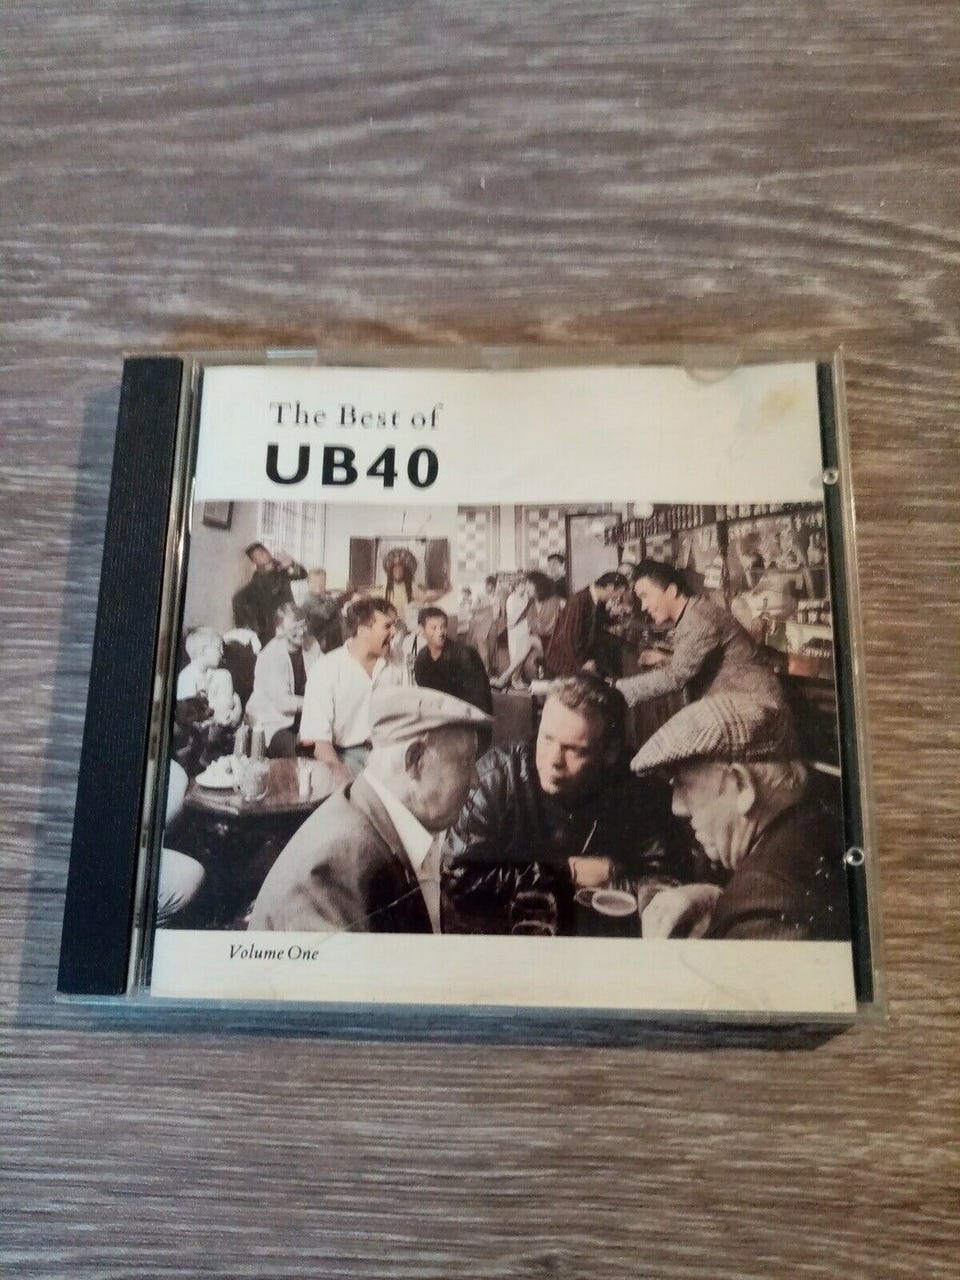 The Best of
UB40
Volume One